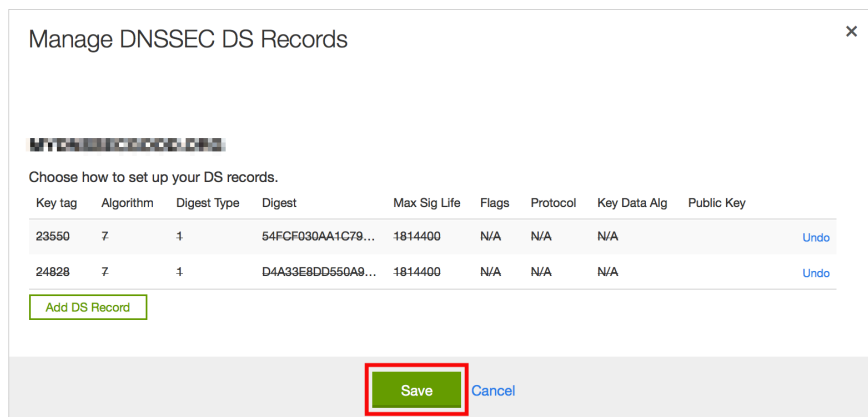 Manage DNSSEC DS Records
×
Choose how to set up your DS records.
Key tag Algorithm Digest Type Digest Max Sig Life Flags Protocol Key Data Alg Public Key
23550 7 1 54FCF030AA1C79... 1814400 N/A N/A N/A Undo
24828 7 1 D4A33E8DD550A9... 1814400 N/A N/A N/A Undo
Add DS Record
Save Cancel